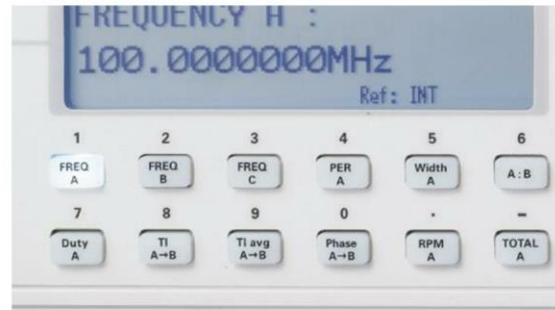 FREQUENCY A :
100.0000000MHz
Ref: INT
1 2 3 4 5 6
FREQ A FREQ B FREQ C PER A Width A A:B
7 8 9 0 . -
Duty A TI A→B TI avg A→B Phase A→B RPM A TOTAL A